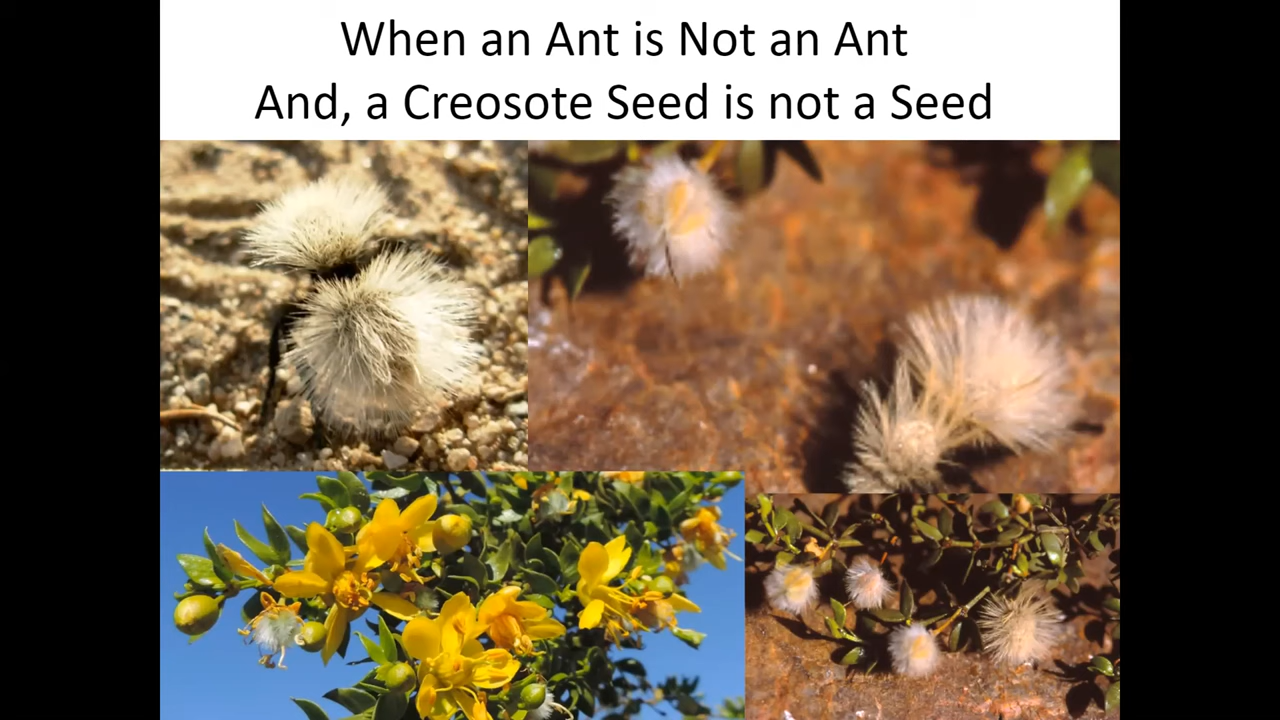 When an Ant is Not an Ant
And, a Creosote Seed is not a Seed